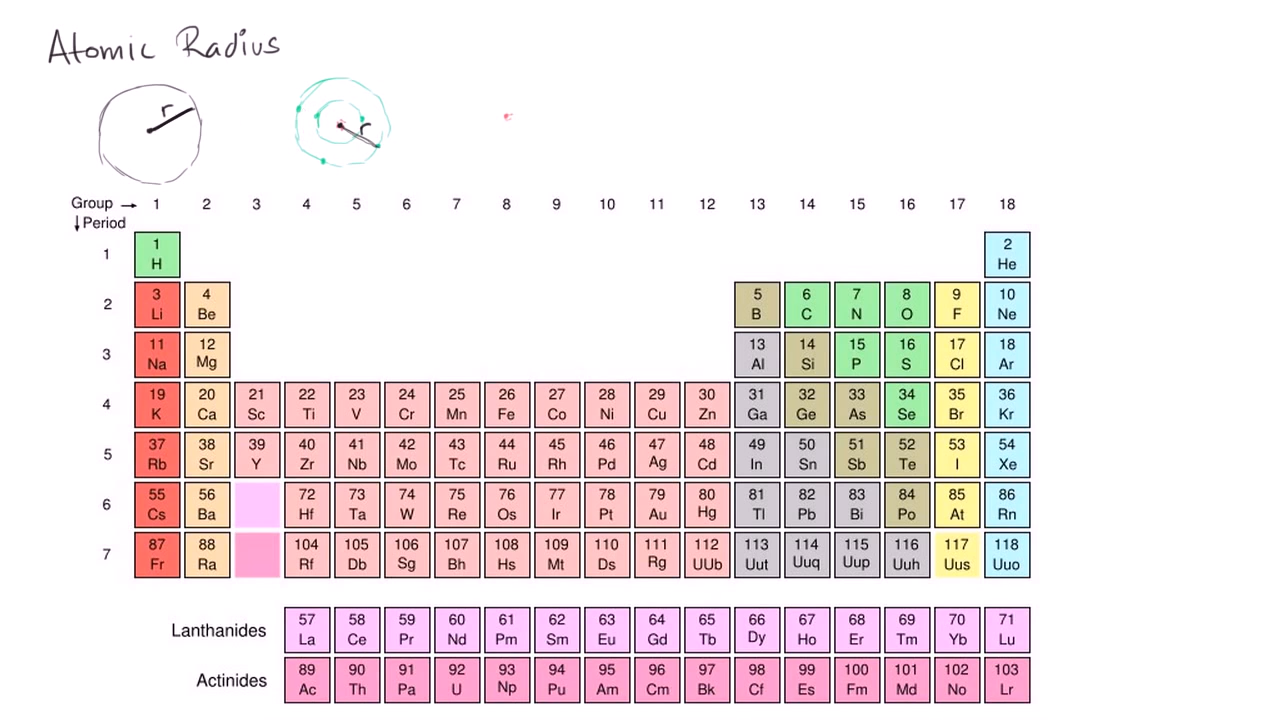 Atomic Radius
r
r
Group → 1 2 3 4 5 6 7 8 9 10 11 12 13 14 15 16 17 18
↓Period
1 2
1 H He
3 4 5 6 7 8 9 10
2 Li Be B C N O F Ne
11 12 13 14 15 16 17 18
3 Na Mg Al Si P S Cl Ar
19 20 21 22 23 24 25 26 27 28 29 30 31 32 33 34 35 36
4 K Ca Sc Ti V Cr Mn Fe Co Ni Cu Zn Ga Ge As Se Br Kr
37 38 39 40 41 42 43 44 45 46 47 48 49 50 51 52 53 54
5 Rb Sr Y Zr Nb Mo Tc Ru Rh Pd Ag Cd In Sn Sb Te I Xe
55 56 72 73 74 75 76 77 78 79 80 81 82 83 84 85 86
6 Cs Ba Hf Ta W Re Os Ir Pt Au Hg Tl Pb Bi Po At Rn
87 88 104 105 106 107 108 109 110 111 112 113 114 115 116 117 118
7 Fr Ra Rf Db Sg Bh Hs Mt Ds Rg UUb Uut Uuq Uup Uuh Uus Uuo
57 58 59 60 61 62 63 64 65 66 67 68 69 70 71
Lanthanides La Ce Pr Nd Pm Sm Eu Gd Tb Dy Ho Er Tm Yb Lu
89 90 91 92 93 94 95 96 97 98 99 100 101 102 103
Actinides Ac Th Pa U Np Pu Am Cm Bk Cf Es Fm Md No Lr